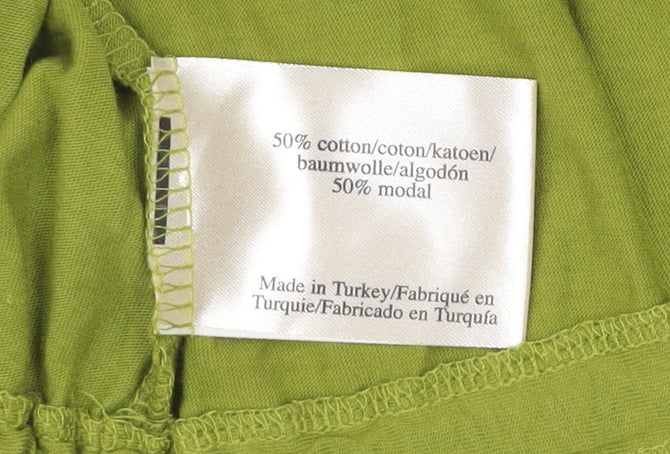 50% cotton/coton/katoen/
baumwolle/algodón
50% modal
Made in Turkey/Fabriqué en
Turquie/Fabricado en Turquía